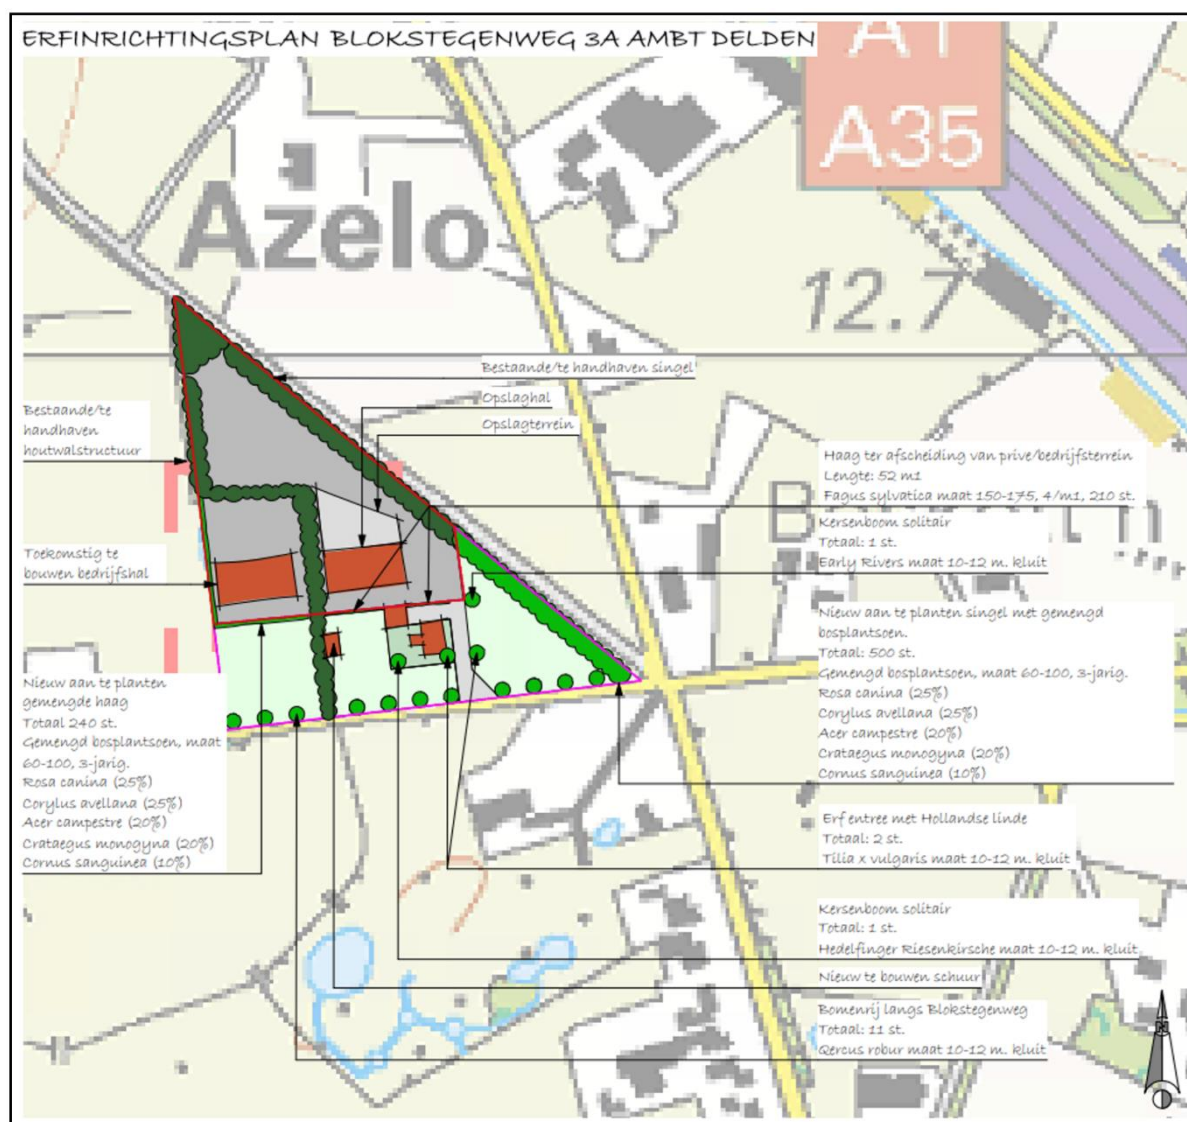 ERFINRICHTINGSPLAN BLOKSTEGENWEG 3A AMBT DELDEN
A1
A35
Azelo
12.7
Bestaande/te handhaven singel
Opslaghal
Opslagterrein
Bestaande/te
handhaven
houtwalstructuur
Toekomstig te
bouwen bedrijfshal
Nieuw aan te planten
gemengde haag
Totaal 240 st.
Gemengd bosplantsoen, maat
60-100, 3-jarig.
Rosa canina (25%)
Corylus avellana (25%)
Acer campestre (20%)
Crataegus monogyna (20%)
Cornus sanguinea (10%)
Haag ter afscheiding van prive/bedrijfsterrein
Lengte: 52 m1
Fagus sylvatica maat 150-175, 4/m1, 210 st.
Kersenboom solitair
Totaal: 1 st.
Early Rivers maat 10-12 m. kluit
Nieuw aan te planten singel met gemengd
bosplantsoen.
Totaal: 500 st.
Gemengd bosplantsoen, maat 60-100, 3-jarig.
Rosa canina (25%)
Corylus avellana (25%)
Acer campestre (20%)
Crataegus monogyna (20%)
Cornus sanguinea (10%)
Erf entree met Hollandse linde
Totaal: 2 st.
Tilia x vulgaris maat 10-12 m. kluit
Kersenboom solitair
Totaal: 1 st.
Hedelfinger Riesenkirsche maat 10-12 m. kluit
Nieuw te bouwen schuur
Bomenrij langs Blokstegenweg
Totaal: 11 st.
Qercus robur maat 10-12 m. kluit